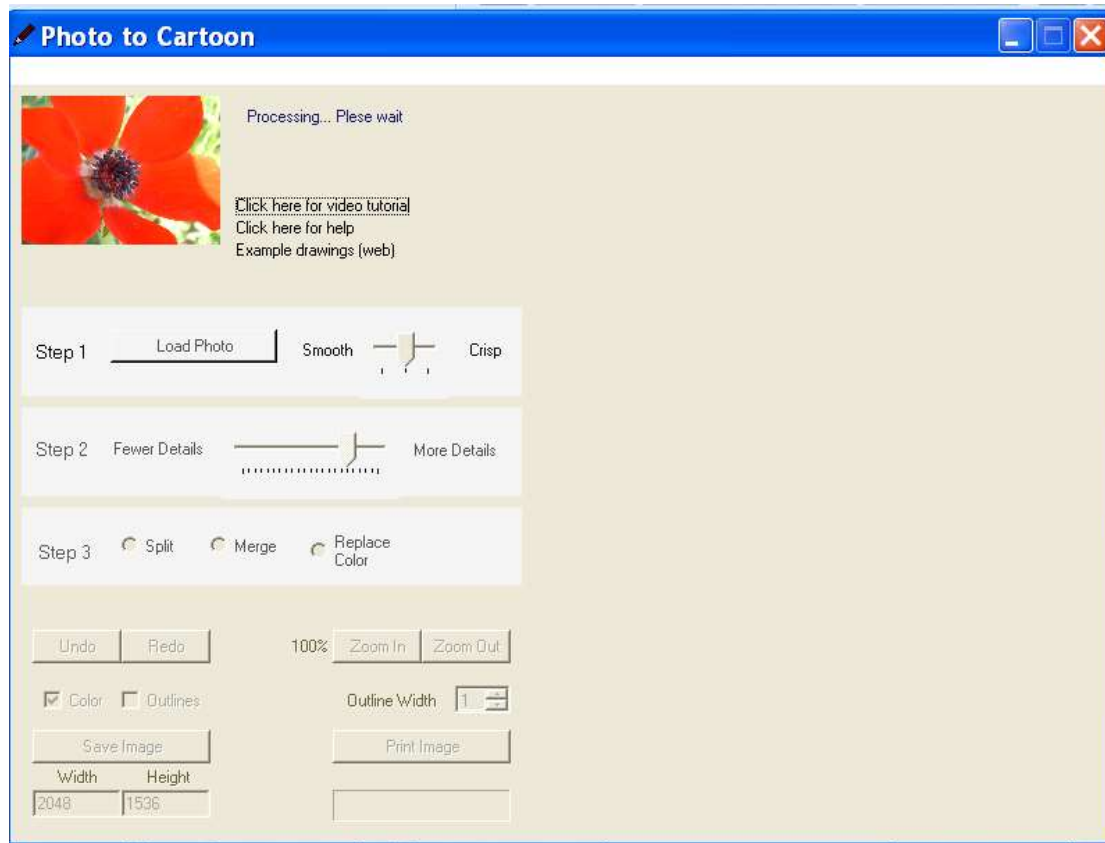 Photo to Cartoon
Processing... Plese wait
Click here for video tutorial
Click here for help
Example drawings (web)
Step 1 Load Photo Smooth Crisp
Step 2 Fewer Details More Details
Step 3 Split Merge Replace
Color
Undo Redo 100% Zoom In Zoom Out
Color Outlines Outline Width 1
Save Image Print Image
Width Height
2048 1536